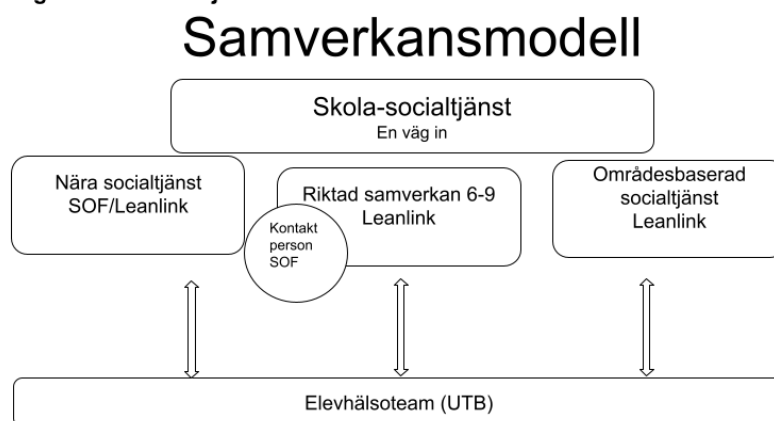 Samverkansmodell
Skola-socialtjänst
En väg in
Nära socialtjänst
SOF/Leanlink
Riktad samverkan 6-9
Leanlink
Kontakt
person
SOF
Områdesbaserad
socialtjänst
Leanlink
Elevhälsoteam (UTB)